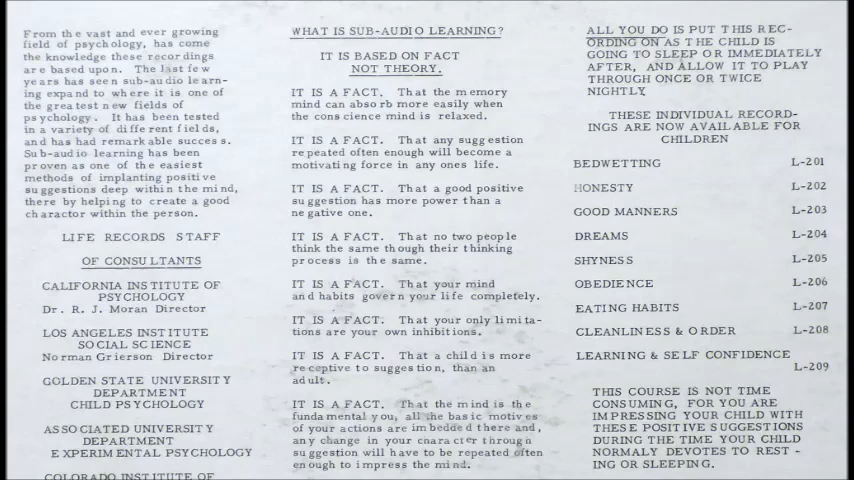 From the vast and ever growing
field of psychology, has come
the knowledge these recordings
are based upon. The last few
years has seen sub-audio learn-
ing expand to where it is one of
the greatest new fields of
psychology. It has been tested
in a variety of different fields,
and has had remarkable success.
Sub-audio learning has been
proven as one of the easiest
methods of implanting positive
suggestions deep within the mind,
there by helping to create a good
charactor within the person.
LIFE RECORDS STAFF
OF CONSULTANTS
CALIFORNIA INSTITUTE OF
PSYCHOLOGY
Dr. R. J. Moran Director
LOS ANGELES INSTITUTE
SOCIAL SCIENCE
Norman Grierson Director
GOLDEN STATE UNIVERSITY
DEPARTMENT
CHILD PSYCHOLOGY
ASSOCIATED UNIVERSITY
DEPARTMENT
EXPERIMENTAL PSYCHOLOGY
COLORADO INSTITUTE OF
WHAT IS SUB-AUDIO LEARNING?
IT IS BASED ON FACT
NOT THEORY.
IT IS A FACT. That the memory
mind can absorb more easily when
the conscience mind is relaxed.
IT IS A FACT. That any suggestion
repeated often enough will become a
motivating force in any ones life.
IT IS A FACT. That a good positive
suggestion has more power than a
negative one.
IT IS A FACT. That no two people
think the same though their thinking
process is the same.
IT IS A FACT. That your mind
and habits govern your life completely.
IT IS A FACT. That your only limita-
tions are your own inhibitions.
IT IS A FACT. That a child is more
receptive to suggestion, than an
adult.
IT IS A FACT. That the mind is the
fundamental you, all the basic motives
of your actions are imbedded there and,
any change in your character through
suggestion will have to be repeated often
enough to impress the mind.
ALL YOU DO IS PUT THIS REC-
ORDING ON AS THE CHILD IS
GOING TO SLEEP OR IMMEDIATELY
AFTER, AND ALLOW IT TO PLAY
THROUGH ONCE OR TWICE
NIGHTLY.
THESE INDIVIDUAL RECORD-
INGS ARE NOW AVAILABLE FOR
CHILDREN
BEDWETTING L-201
HONESTY L-202
GOOD MANNERS L-203
DREAMS L-204
SHYNESS L-205
OBEDIENCE L-206
EATING HABITS L-207
CLEANLINESS & ORDER L-208
LEARNING & SELF CONFIDENCE
L-209
THIS COURSE IS NOT TIME
CONSUMING, FOR YOU ARE
IMPRESSING YOUR CHILD WITH
THESE POSITIVE SUGGESTIONS
DURING THE TIME YOUR CHILD
NORMALY DEVOTES TO REST-
ING OR SLEEPING.